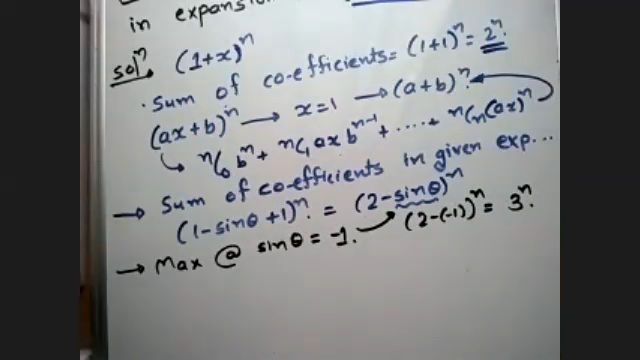 in expansion
solⁿ (1+x)ⁿ
· Sum of co-efficients = (1+1)ⁿ = 2ⁿ.
(ax+b)ⁿ → x=1 → (a+b)ⁿ.
ⁿC₀ bⁿ + ⁿC₁ ax bⁿ⁻¹ + ..... + ⁿCₙ (ax)ⁿ
→ Sum of co-efficients in given exp...
(1-sinθ+1)ⁿ = (2-sinθ)ⁿ
→ Max @ sinθ = -1. (2-(-1))ⁿ = 3ⁿ.